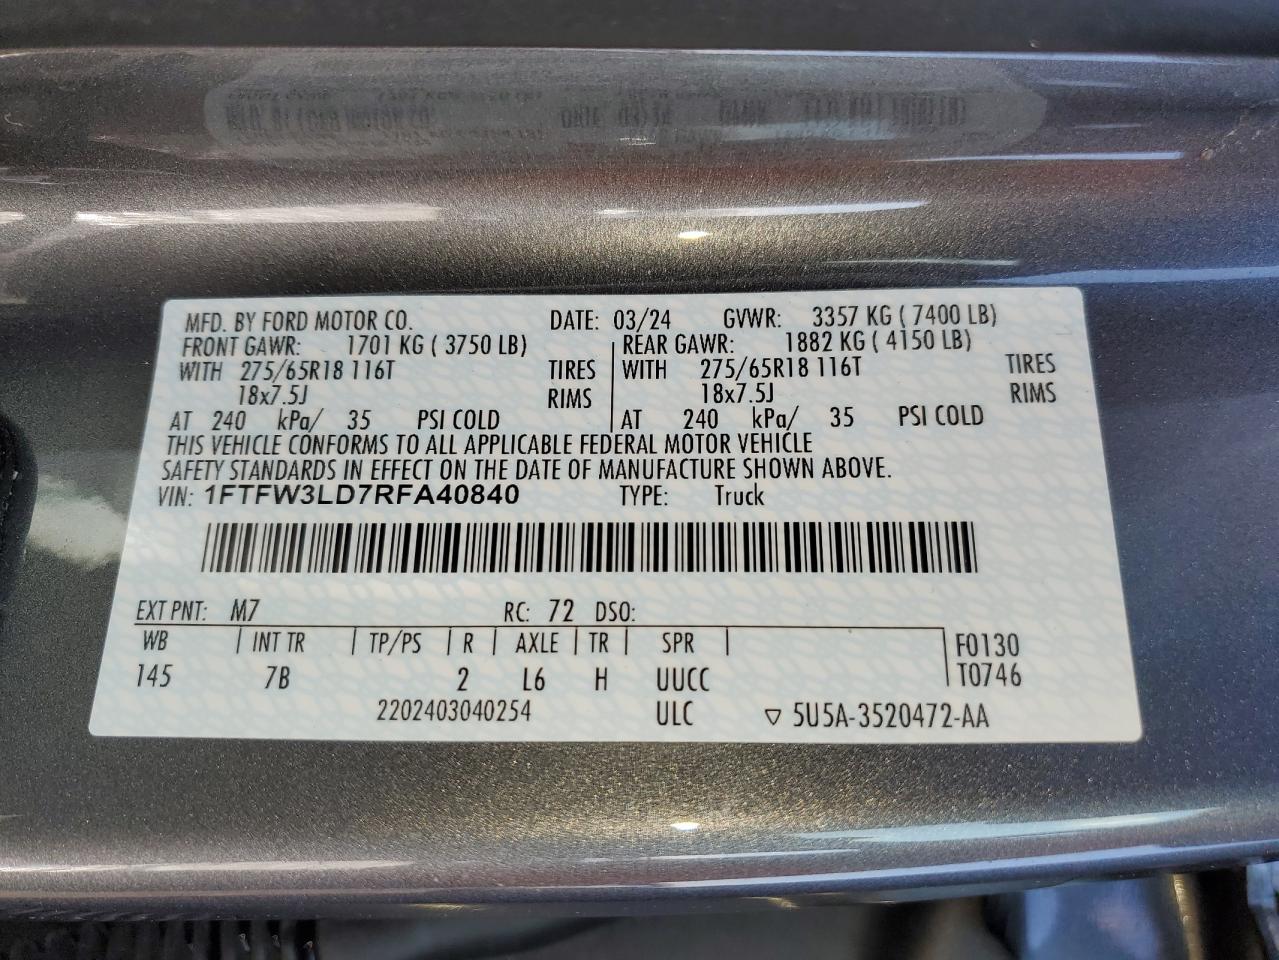 MFD. BY FORD MOTOR CO. DATE: 03/24 GVWR: 3357 KG ( 7400 LB)
FRONT GAWR: 1701 KG ( 3750 LB) REAR GAWR: 1882 KG ( 4150 LB)
WITH 275/65R18 116T TIRES WITH 275/65R18 116T TIRES
18x7.5J RIMS 18x7.5J RIMS
AT 240 kPa/ 35 PSI COLD AT 240 kPa/ 35 PSI COLD
THIS VEHICLE CONFORMS TO ALL APPLICABLE FEDERAL MOTOR VEHICLE
SAFETY STANDARDS IN EFFECT ON THE DATE OF MANUFACTURE SHOWN ABOVE.
VIN: 1FTFW3LD7RFA40840 TYPE: Truck
EXT PNT: M7 RC: 72 DSO:
WB INT TR TP/PS R AXLE TR SPR F0130
145 7B 2 L6 H UUCC T0746
2202403040254 ULC ▽ 5U5A-3520472-AA